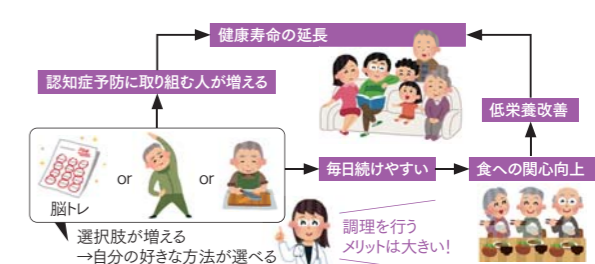 健康寿命の延長
認知症予防に取り組む人が増える
低栄養改善
or
or
毎日続けやすい
食への関心向上
脳トレ
選択肢が増える
→自分の好きな方法が選べる
調理を行う
メリットは大きい！